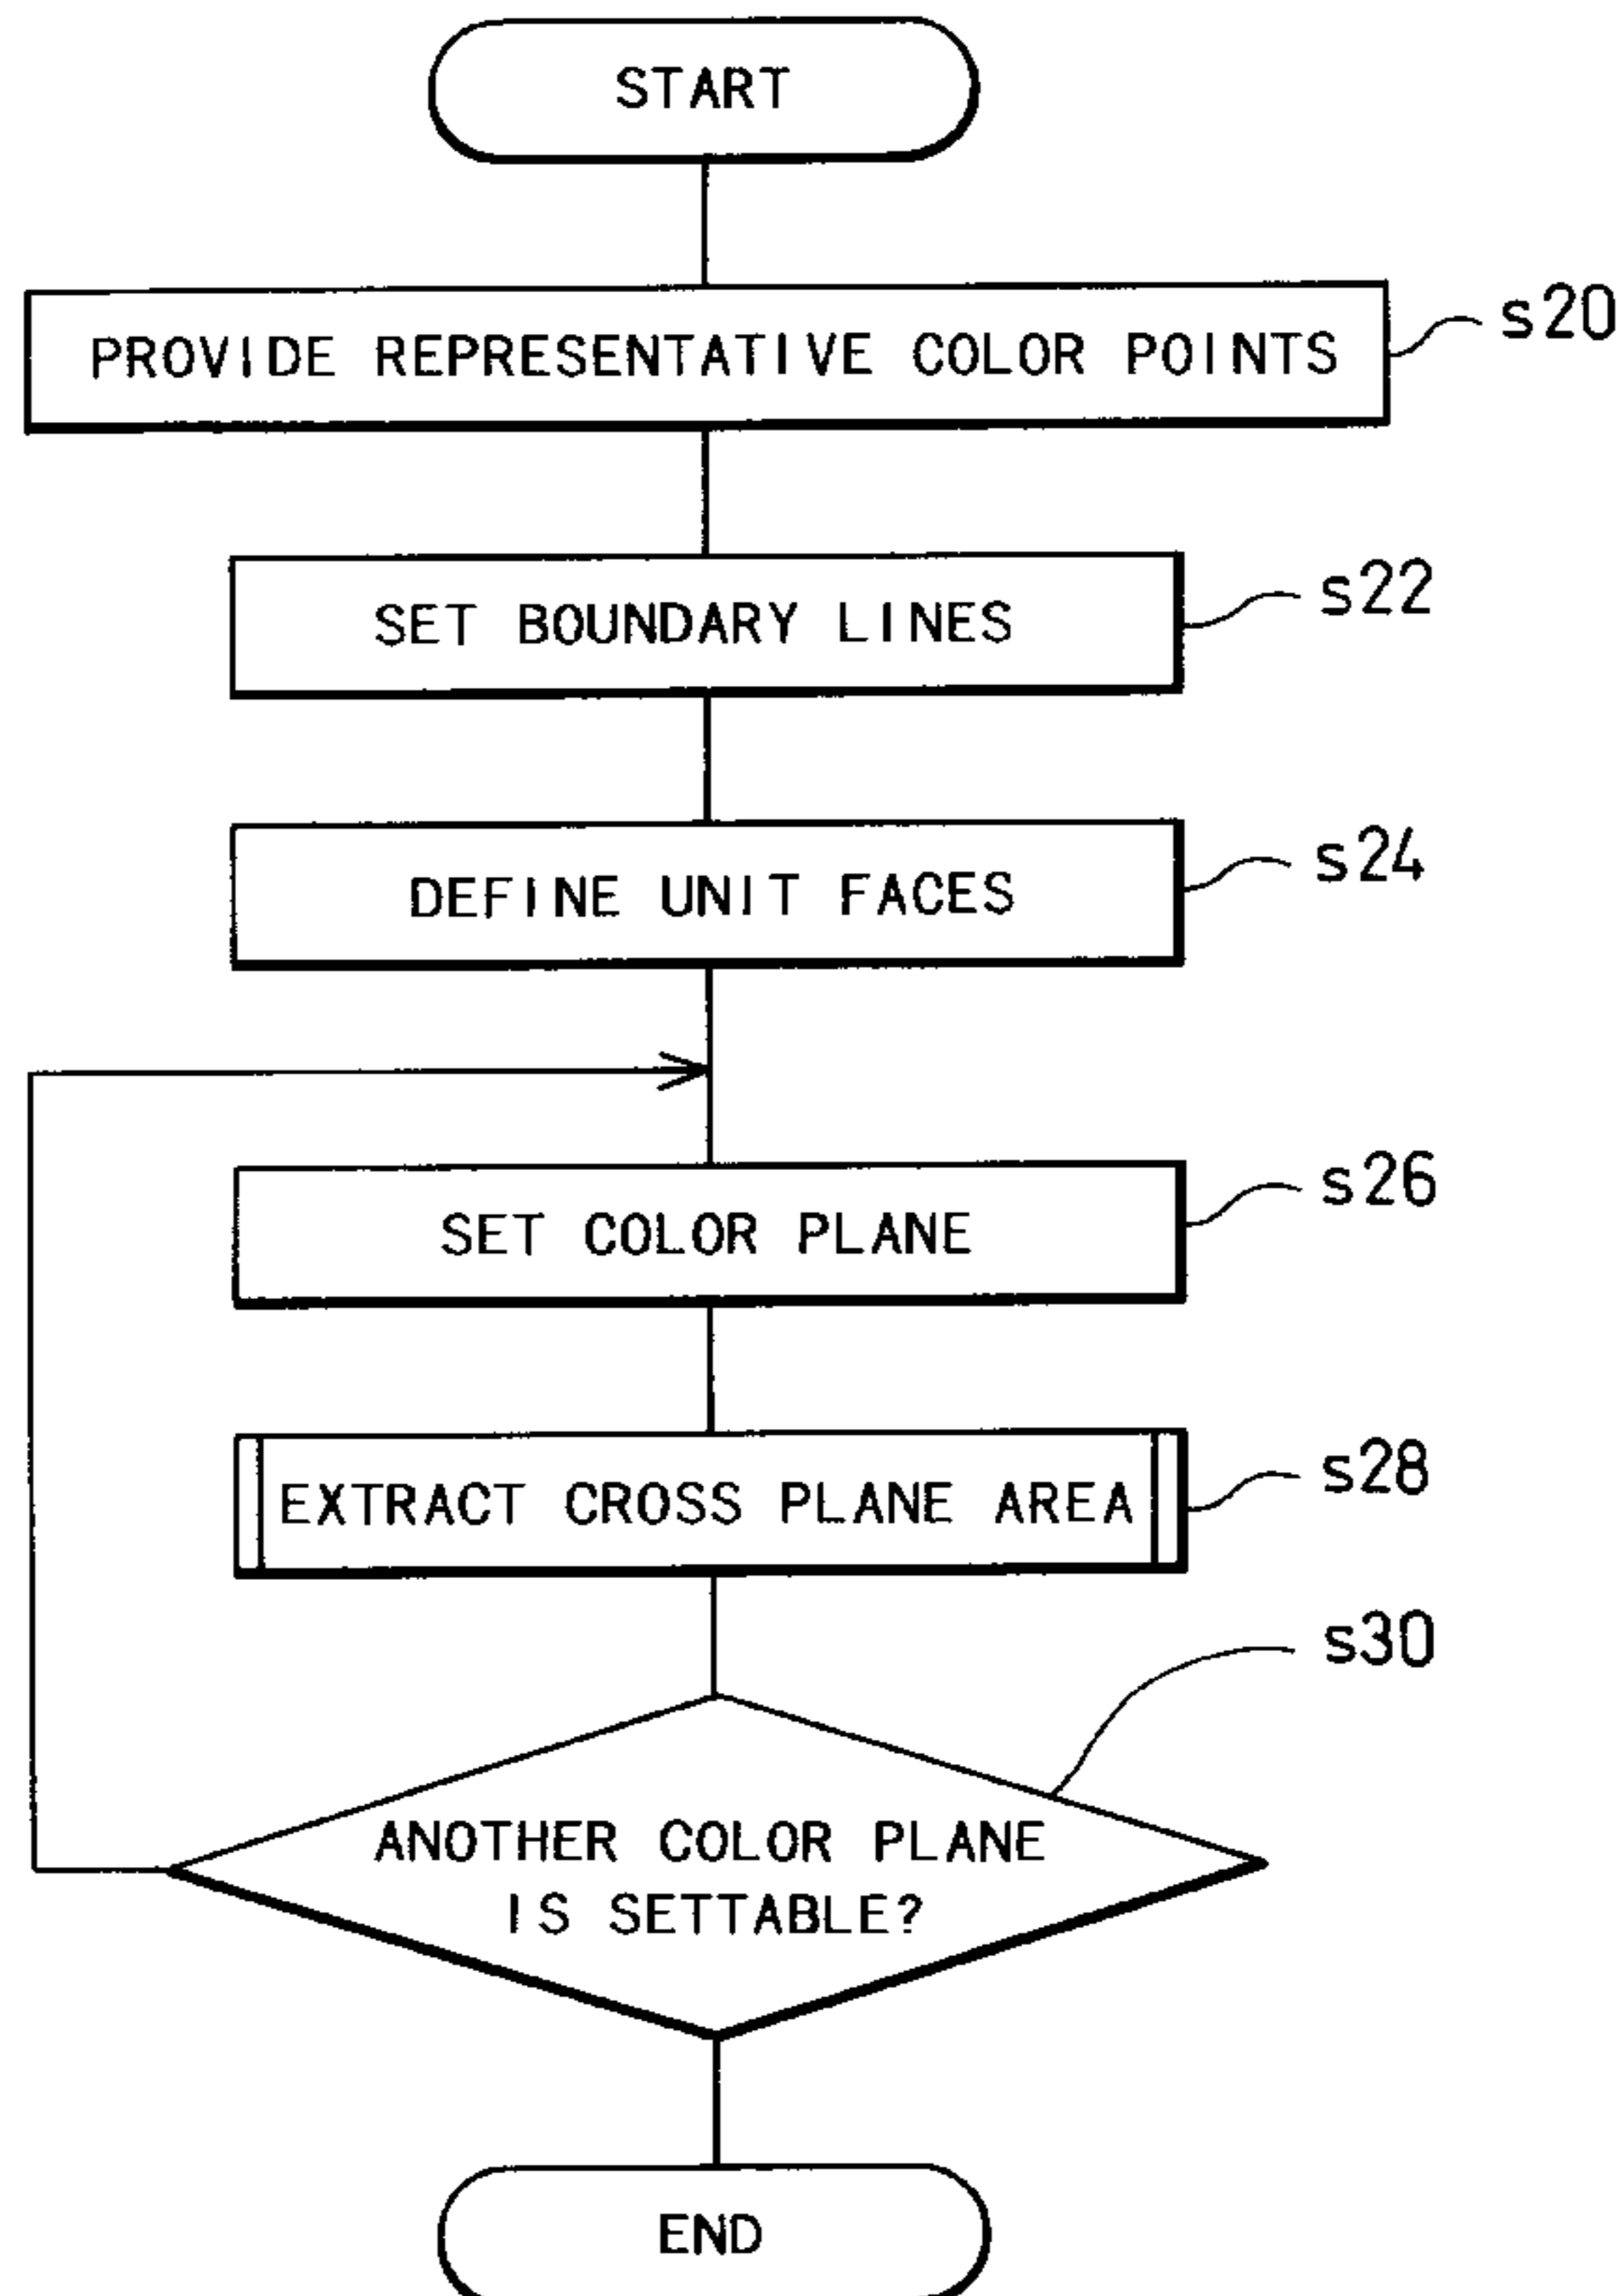 START
PROVIDE REPRESENTATIVE COLOR POINTS
s20
SET BOUNDARY LINES
s22
DEFINE UNIT FACES
s24
SET COLOR PLANE
s26
EXTRACT CROSS PLANE AREA
s28
s30
ANOTHER COLOR PLANE
IS SETTABLE?
END